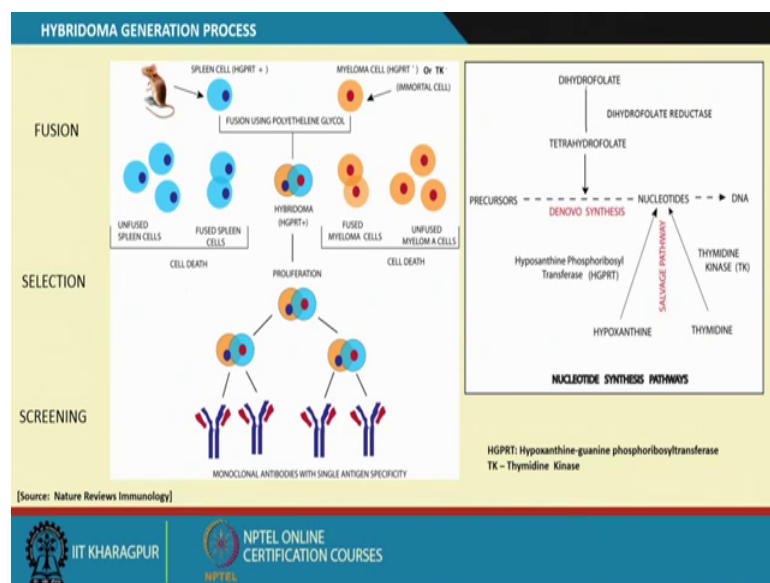 HYBRIDOMA GENERATION PROCESS
FUSION
SPLEEN CELL (HGPRT +)
MYELOMA CELL (HGPRT -) Or TK -
(IMMORTAL CELL)
FUSION USING POLYETHELENE GLYCOL
UNFUSED
SPLEEN CELLS
FUSED SPLEEN
CELLS
HYBRIDOMA
(HGPRT+)
FUSED
MYELOMA CELLS
UNFUSED
MYELOM A CELLS
CELL DEATH
CELL DEATH
SELECTION
PROLIFERATION
SCREENING
MONOCLONAL ANTIBODIES WITH SINGLE ANTIGEN SPECIFICITY
[Source: Nature Reviews Immunology]
DIHYDROFOLATE
DIHYDROFOLATE REDUCTASE
TETRAHYDROFOLATE
PRECURSORS
NUCLEOTIDES
DNA
DENOVO SYNTHESIS
Hyposanthine Phosphoribosyl
Transferase (HGPRT)
SALVAGE PATHWAY
THYMIDINE
KINASE (TK)
HYPOXANTHINE
THYMIDINE
NUCLEOTIDE SYNTHESIS PATHWAYS
HGPRT: Hypoxanthine-guanine phosphoribosyltransferase
TK – Thymidine Kinase
IIT KHARAGPUR
NPTEL
NPTEL ONLINE
CERTIFICATION COURSES